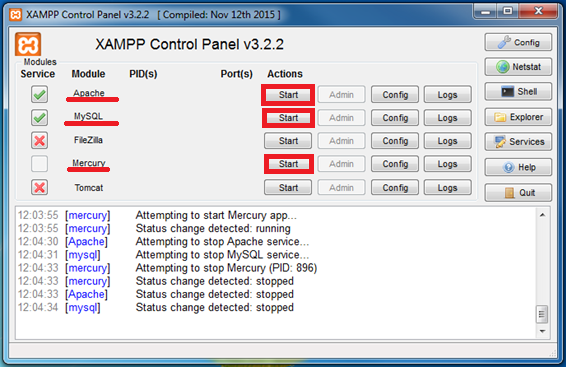 XAMPP Control Panel v3.2.2 [ Compiled: Nov 12th 2015 ]
XAMPP Control Panel v3.2.2
Config
Modules
Service Module PID(s) Port(s) Actions
Netstat
Apache Start Admin Config Logs
Shell
MySQL Start Admin Config Logs
Explorer
FileZilla Start Admin Config Logs
Services
Mercury Start Admin Config Logs
Help
Tomcat Start Admin Config Logs
Quit
12:03:55 [mercury] Attempting to start Mercury app...
12:03:55 [mercury] Status change detected: running
12:04:30 [Apache] Attempting to stop Apache service...
12:04:31 [mysql] Attempting to stop MySQL service...
12:04:33 [mercury] Attempting to stop Mercury (PID: 896)
12:04:33 [mercury] Status change detected: stopped
12:04:33 [Apache] Status change detected: stopped
12:04:34 [mysql] Status change detected: stopped